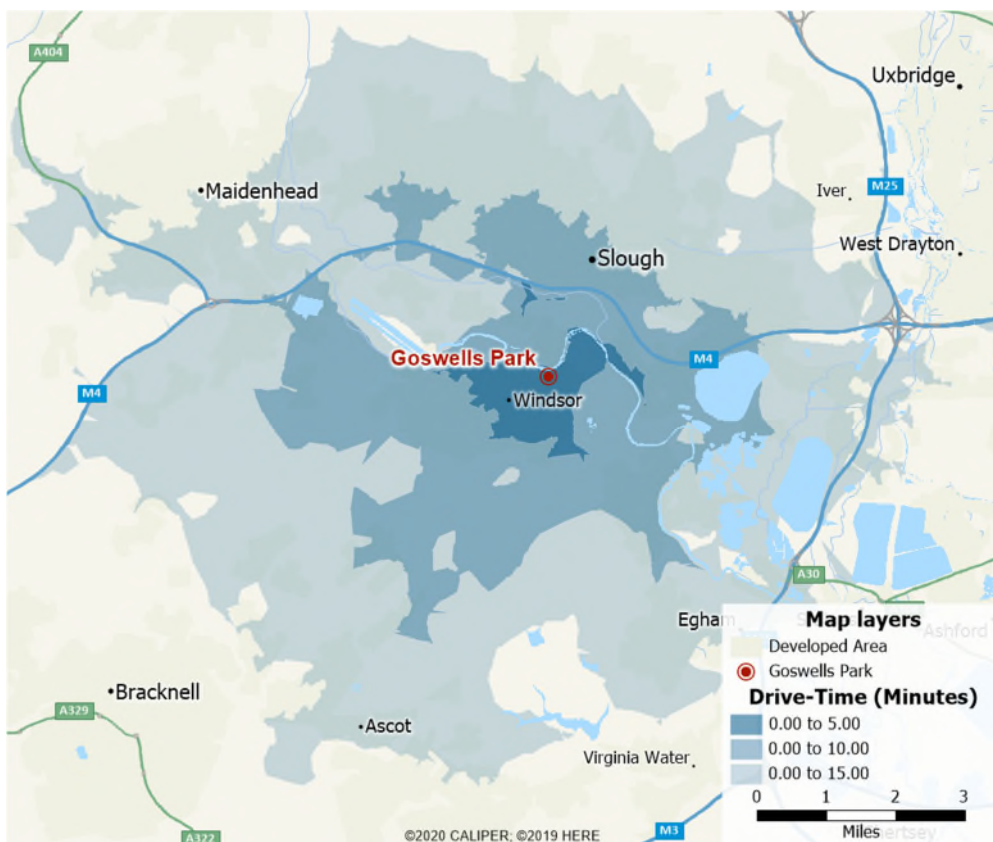 A404
Uxbridge
Maidenhead
M25
Iver
West Drayton
Slough
Goswells Park
M4
M4
Windsor
A30
Egham
Map layers
Developed Area
Ashford
Goswells Park
Drive-Time (Minutes)
0.00 to 5.00
0.00 to 10.00
0.00 to 15.00
Bracknell
A329
Ascot
Virginia Water
0 1 2 3
Miles
A322
©2020 CALIPER; ©2019 HERE
M3